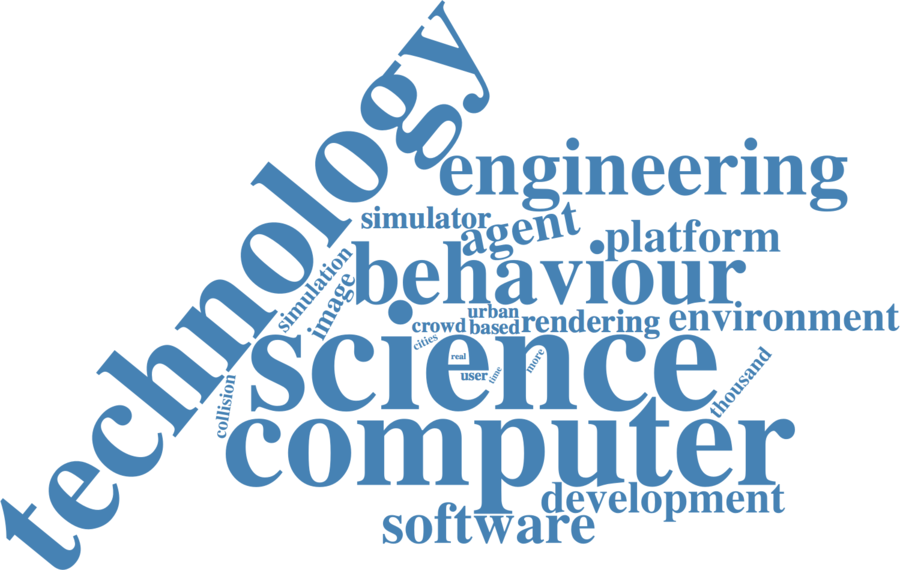 technology
engineering
simulator
agent
platform
behaviour
simulation
image
urban
crowd based rendering
environment
cities
science
real
user
time
more
thousand
collision
computer
development
software